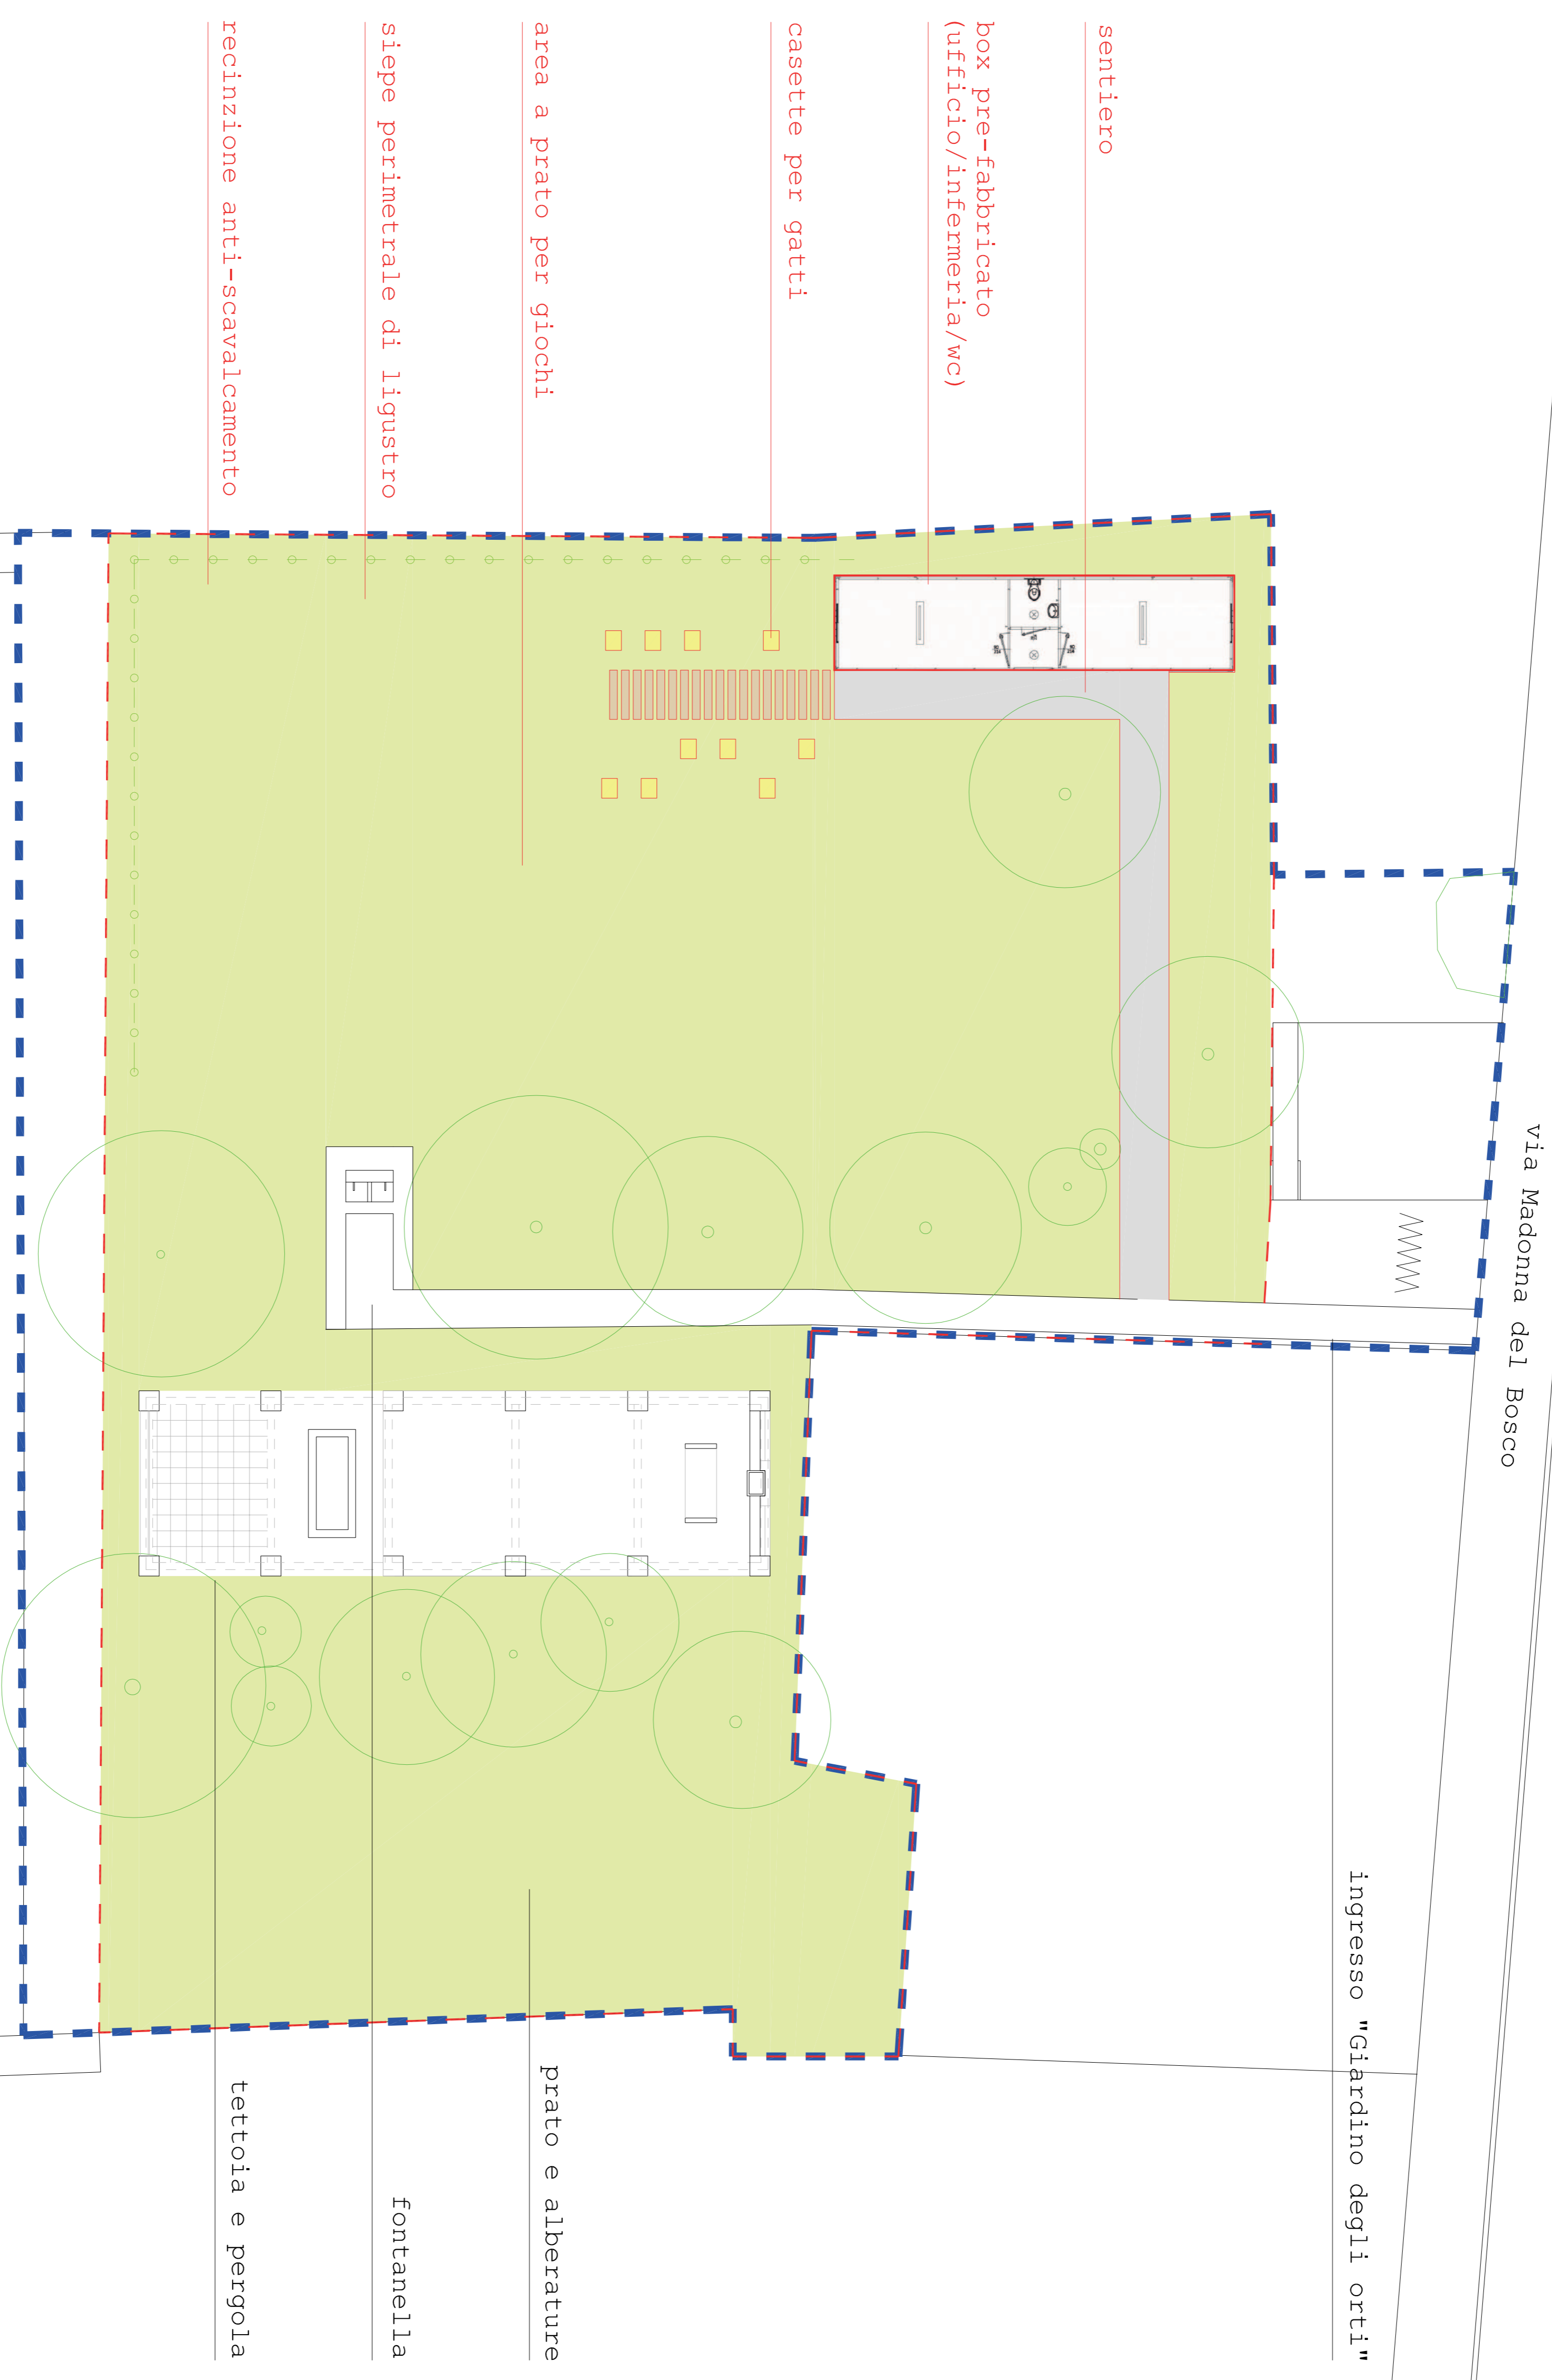 sentiero
box pre-fabbricato
(ufficio/infermeria/wc)
casette per gatti
area a prato per giochi
siepe perimetrale di ligustro
recinzione anti-scavalcamento
via Madonna del Bosco
ingresso "Giardino degli orti"
prato e alberature
fontanella
tettoia e pergola